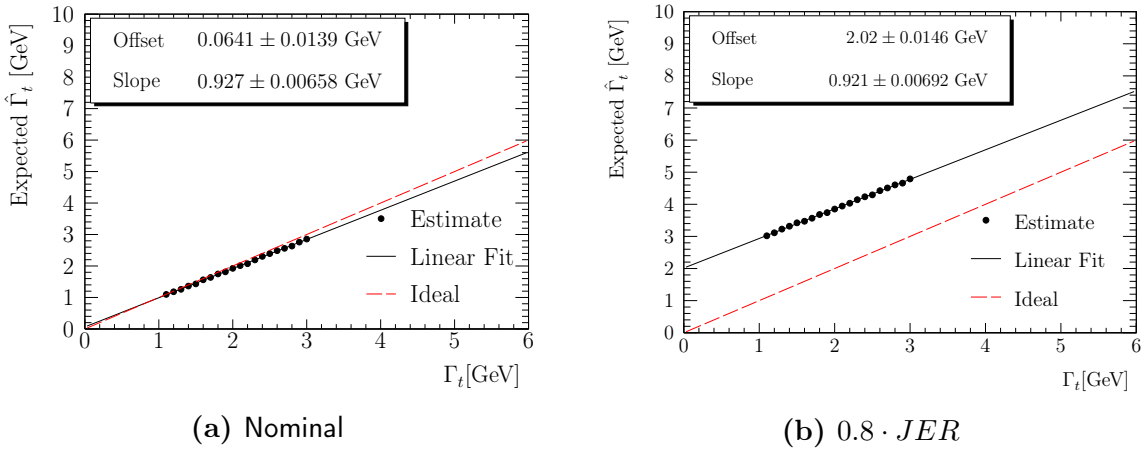 Expected Γ̂_t [GeV]
10
9
8
7
6
5
4
3
2
1
0
Offset 0.0641 ± 0.0139 GeV
Slope 0.927 ± 0.00658 GeV
Estimate
Linear Fit
Ideal
0 1 2 3 4 5 6
Γ_t[GeV]
(a) Nominal
Expected Γ̂_t [GeV]
10
9
8
7
6
5
4
3
2
1
0
Offset 2.02 ± 0.0146 GeV
Slope 0.921 ± 0.00692 GeV
Estimate
Linear Fit
Ideal
0 1 2 3 4 5 6
Γ_t[GeV]
(b) 0.8 · JER